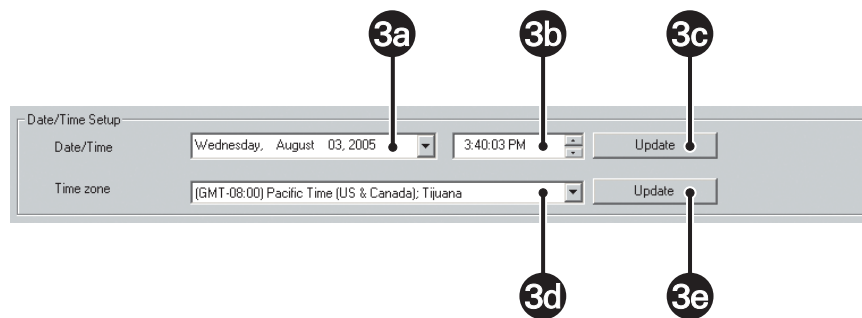 3a 3b 3c
Date/Time Setup
Date/Time Wednesday, August 03, 2005 3:40:03 PM Update
Time zone (GMT-08:00) Pacific Time (US & Canada); Tijuana Update
3d 3e